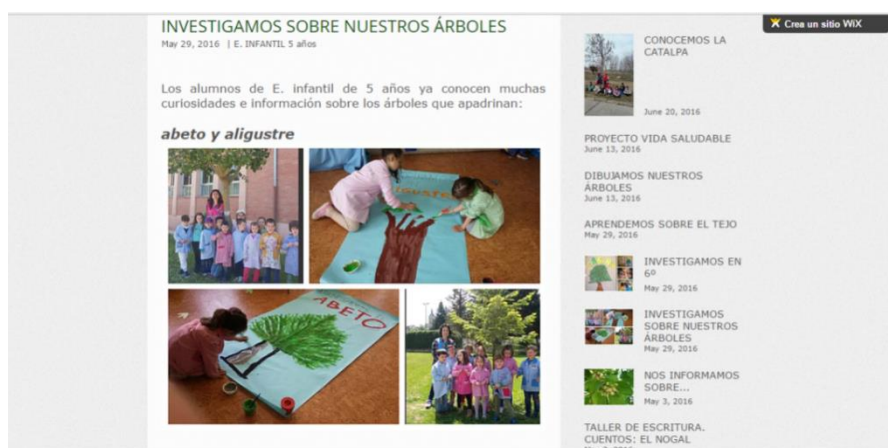 INVESTIGAMOS SOBRE NUESTROS ÁRBOLES
May 29, 2016 | E. INFANTIL 5 años
Los alumnos de E. infantil de 5 años ya conocen muchas
curiosidades e información sobre los árboles que apadrinan:
abeto y aligustre
ALIGUSTRE
ABETO
Crea un sitio WiX
CONOCEMOS LA
CATALPA
June 20, 2016
PROYECTO VIDA SALUDABLE
June 13, 2016
DIBUJAMOS NUESTROS
ÁRBOLES
June 13, 2016
APRENDEMOS SOBRE EL TEJO
May 29, 2016
INVESTIGAMOS EN
6º
May 29, 2016
INVESTIGAMOS
SOBRE NUESTROS
ÁRBOLES
May 29, 2016
NOS INFORMAMOS
SOBRE...
May 3, 2016
TALLER DE ESCRITURA.
CUENTOS: EL NOGAL